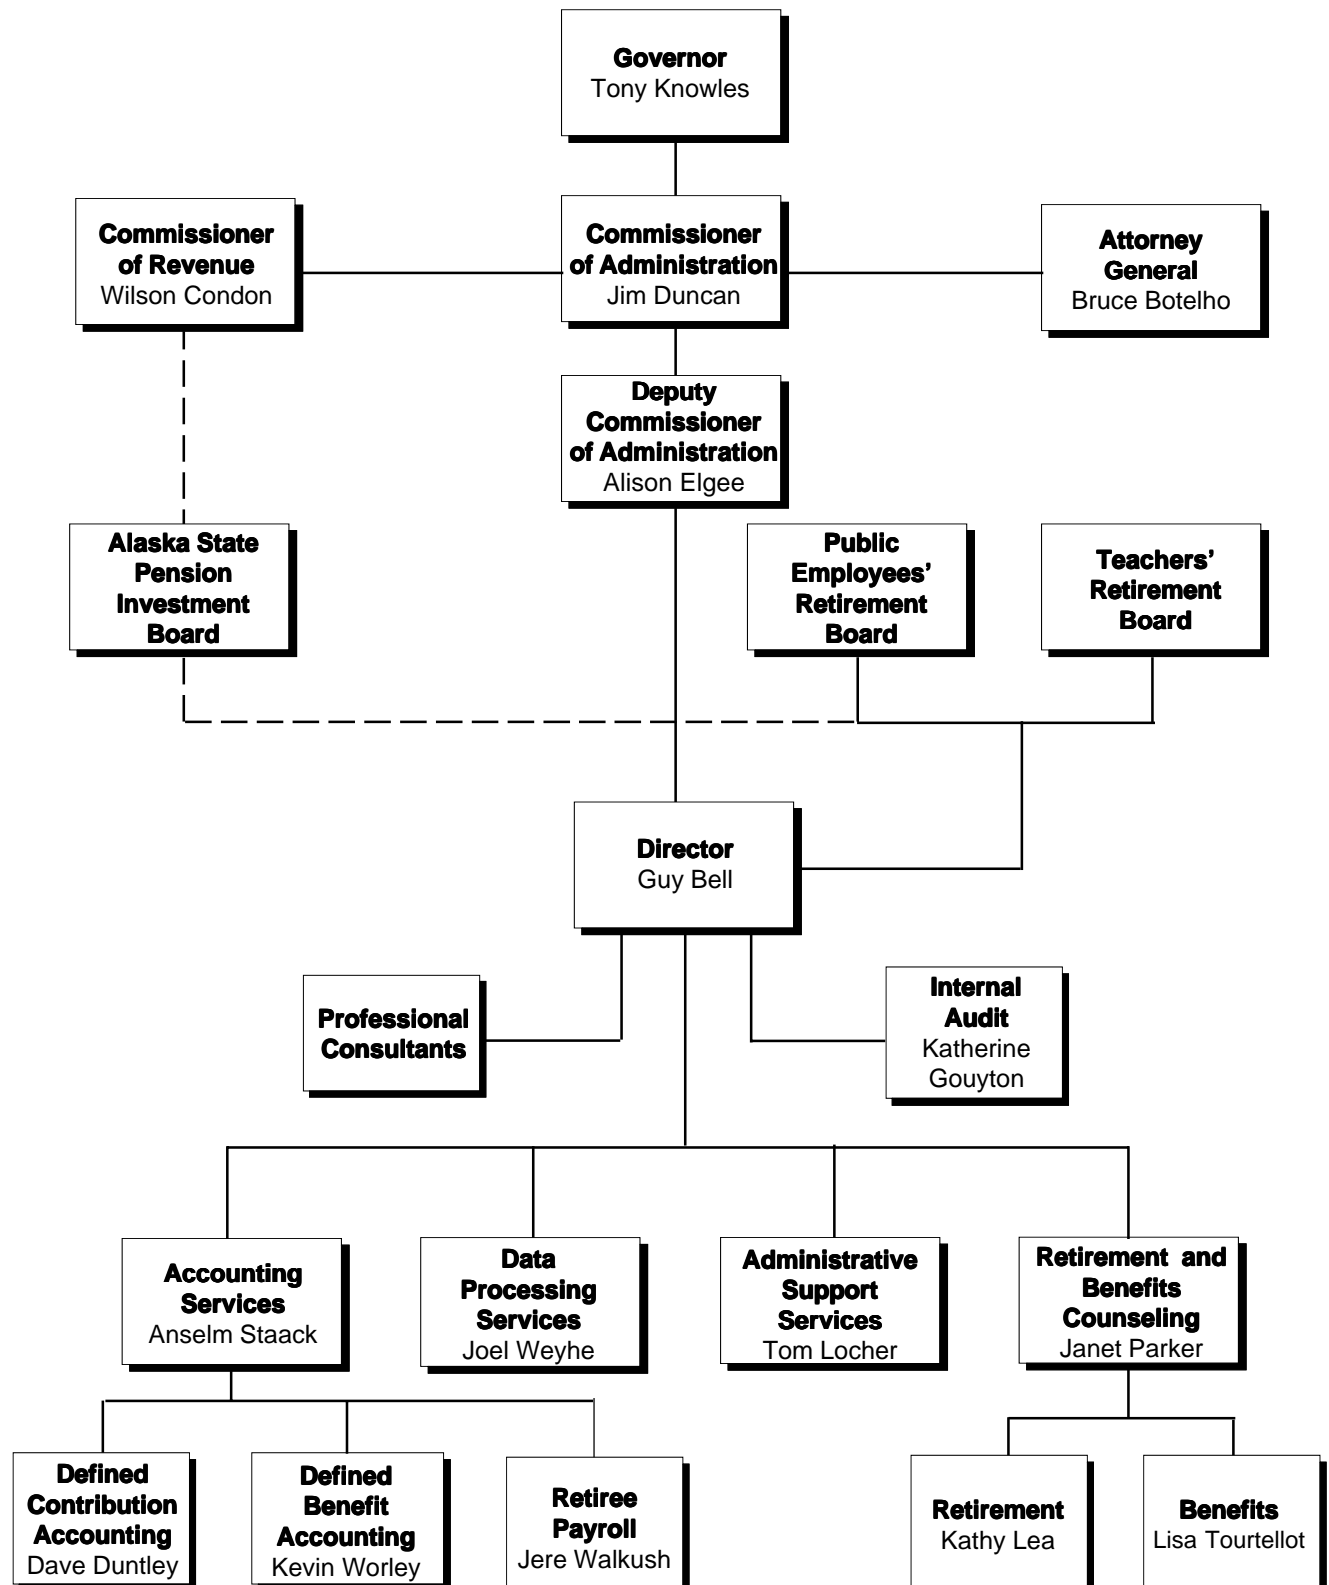 Governor
Tony Knowles
Commissioner
of Revenue
Wilson Condon
Commissioner
of Administration
Jim Duncan
Attorney
General
Bruce Botelho
Deputy
Commissioner
of Administration
Alison Elgee
Alaska State
Pension
Investment
Board
Public
Employees’
Retirement
Board
Teachers’
Retirement
Board
Director
Guy Bell
Professional
Consultants
Internal
Audit
Katherine
Gouyton
Accounting
Services
Anselm Staack
Data
Processing
Services
Joel Weyhe
Administrative
Support
Services
Tom Locher
Retirement and
Benefits
Counseling
Janet Parker
Defined
Contribution
Accounting
Dave Duntley
Defined
Benefit
Accounting
Kevin Worley
Retiree
Payroll
Jere Walkush
Retirement
Kathy Lea
Benefits
Lisa Tourtellot